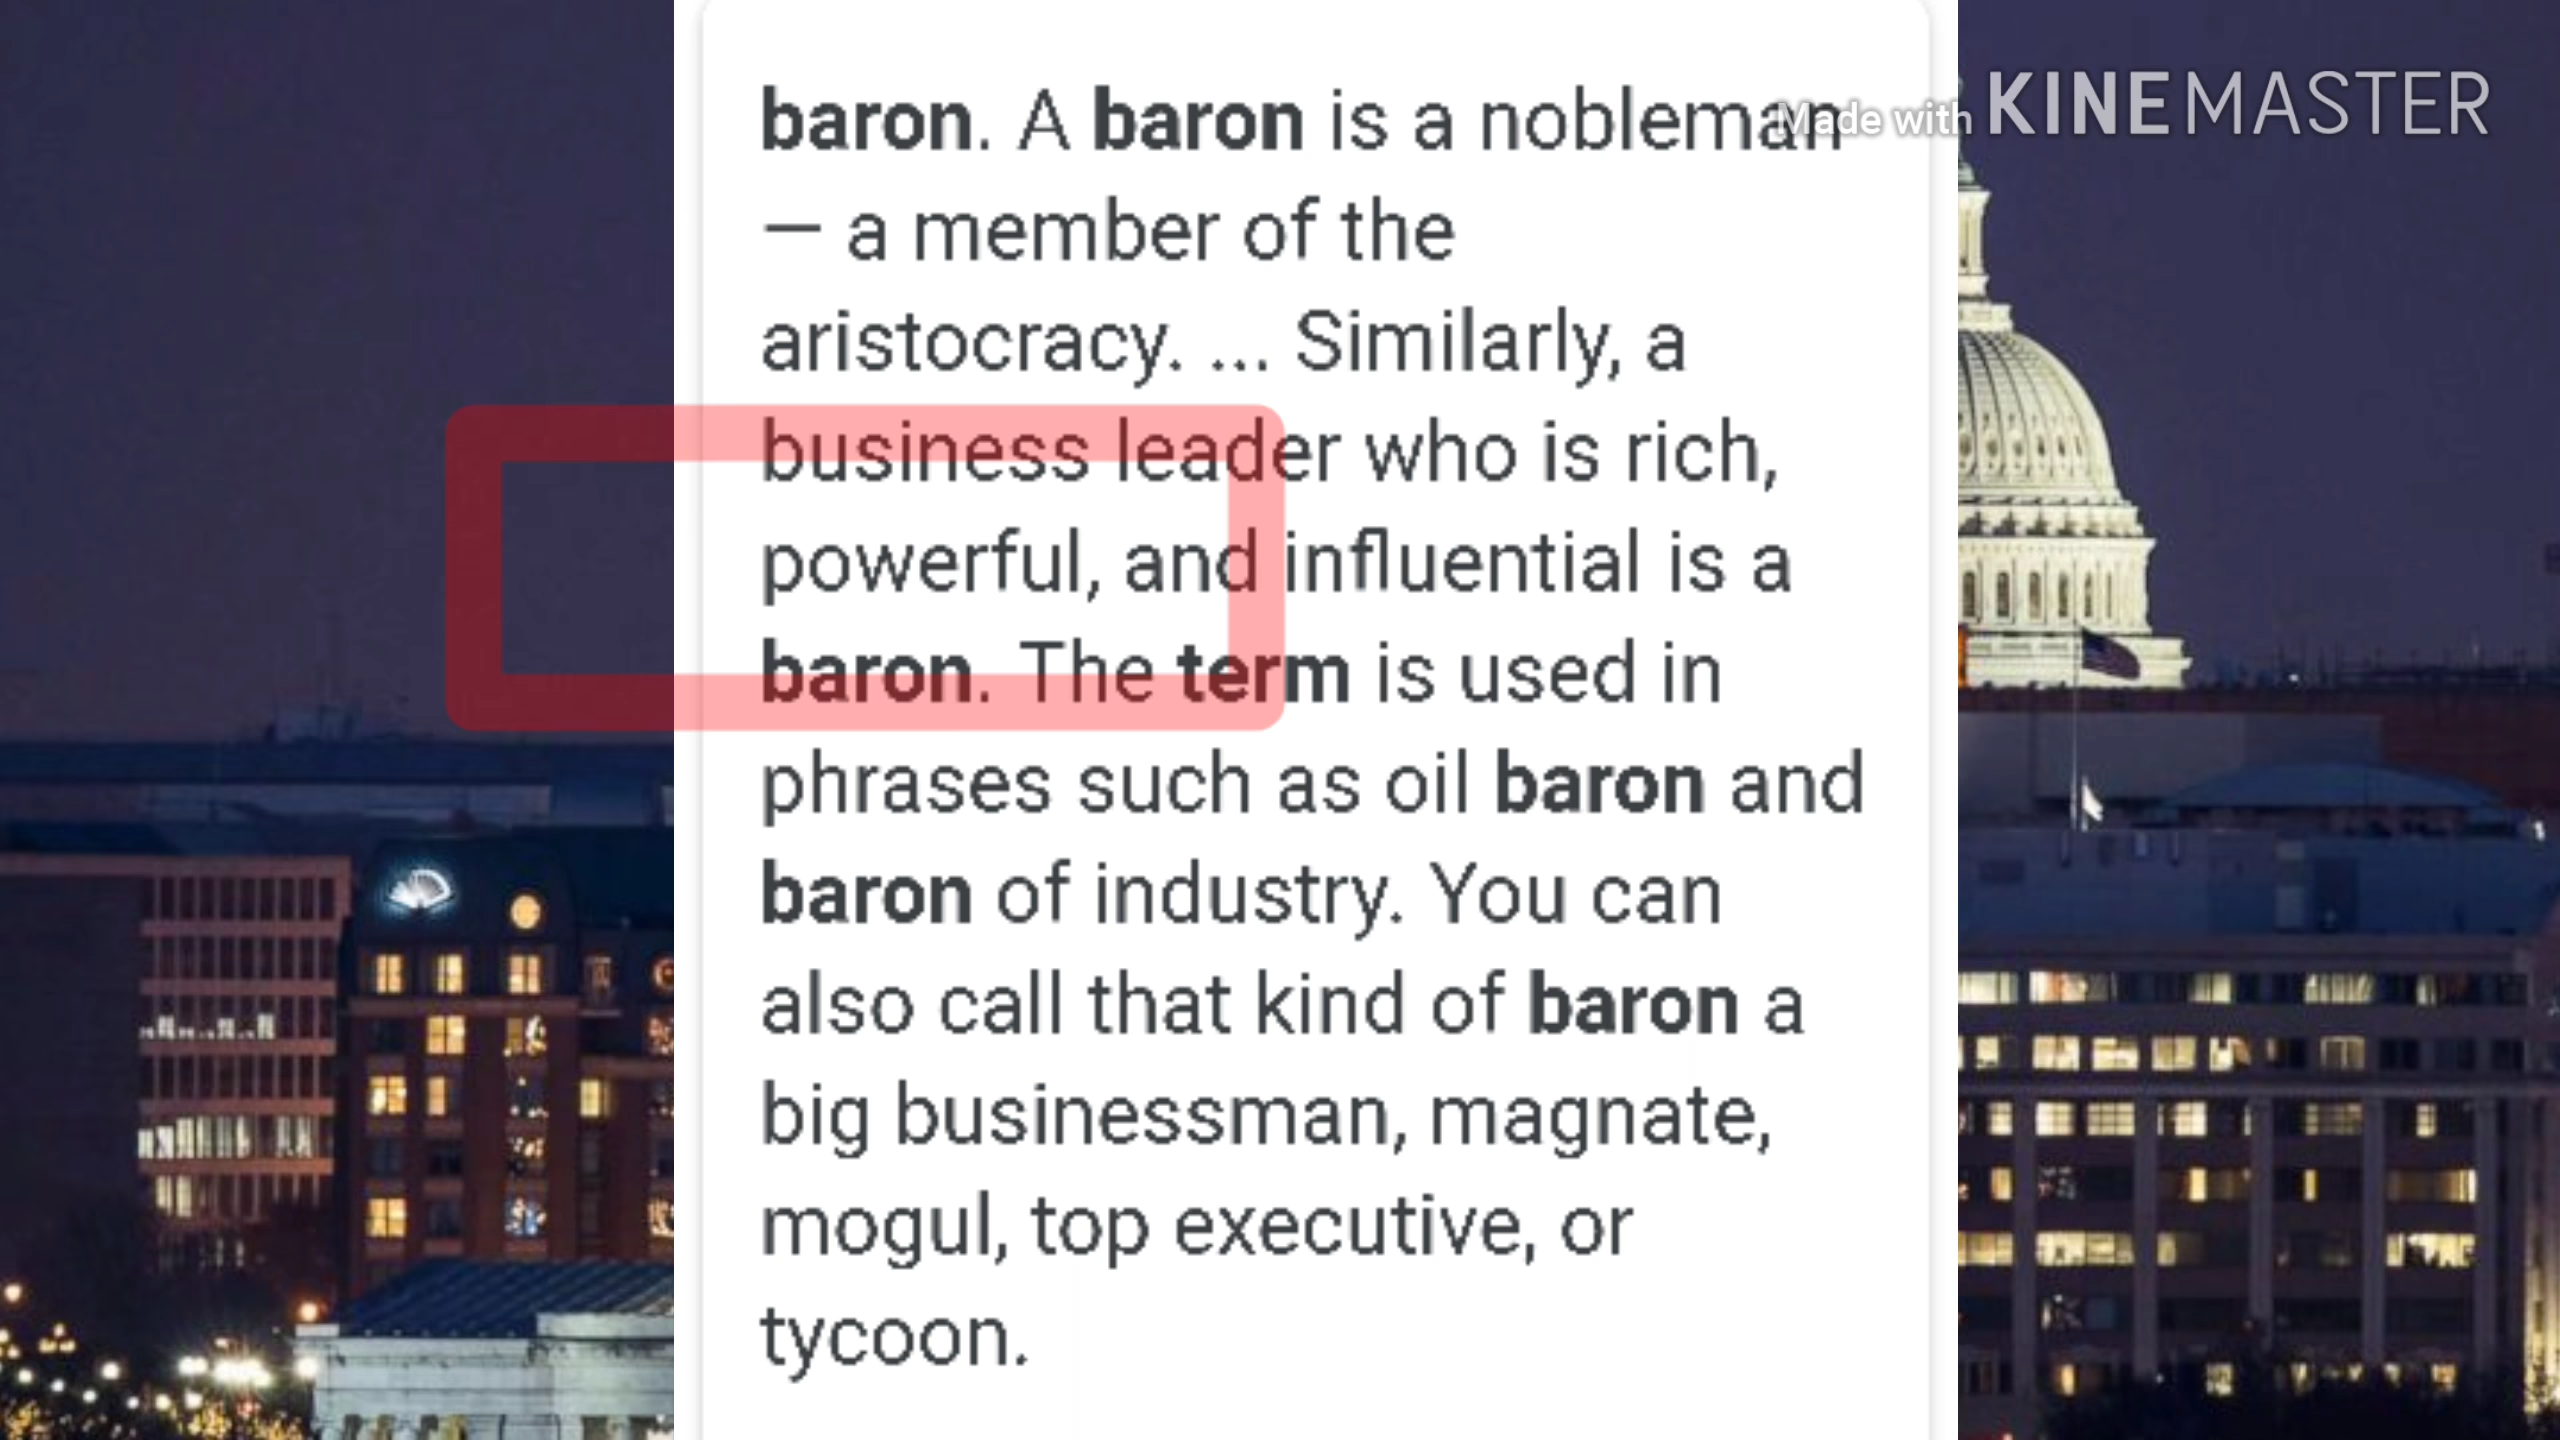 baron. A baron is a nobleman
— a member of the
aristocracy. ... Similarly, a
business leader who is rich,
powerful, and influential is a
baron. The term is used in
phrases such as oil baron and
baron of industry. You can
also call that kind of baron a
big businessman, magnate,
mogul, top executive, or
tycoon.
Made with KINEMASTER